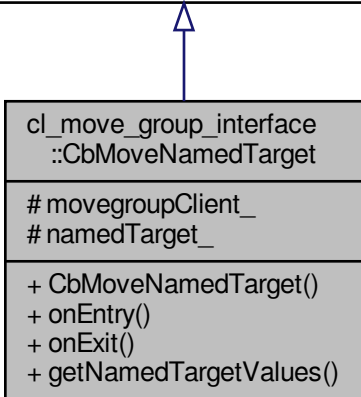 cl_move_group_interface
::CbMoveNamedTarget
# movegroupClient_
# namedTarget_
+ CbMoveNamedTarget()
+ onEntry()
+ onExit()
+ getNamedTargetValues()